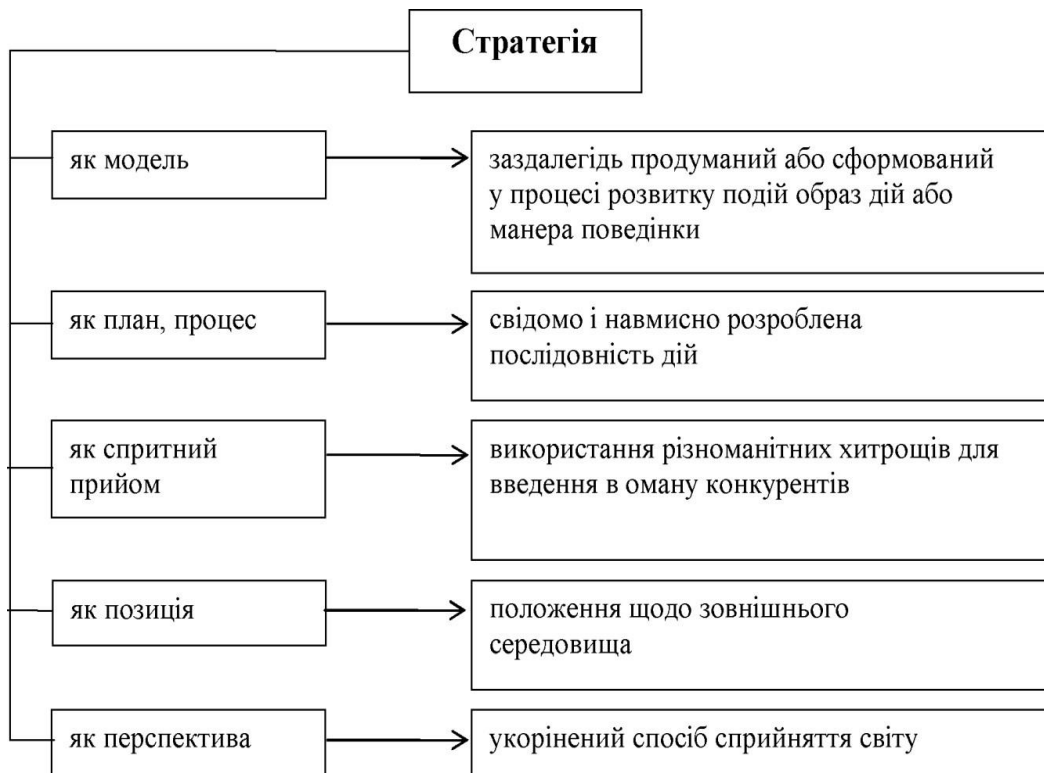 Стратегія
як модель
заздалегідь продуманий або сформований
у процесі розвитку подій образ дій або
манера поведінки
як план, процес
свідомо і навмисно розроблена
послідовність дій
як спритний
прийом
використання різноманітних хитрощів для
введення в оману конкурентів
як позиція
положення щодо зовнішнього
середовища
як перспектива
укорінений спосіб сприйняття світу